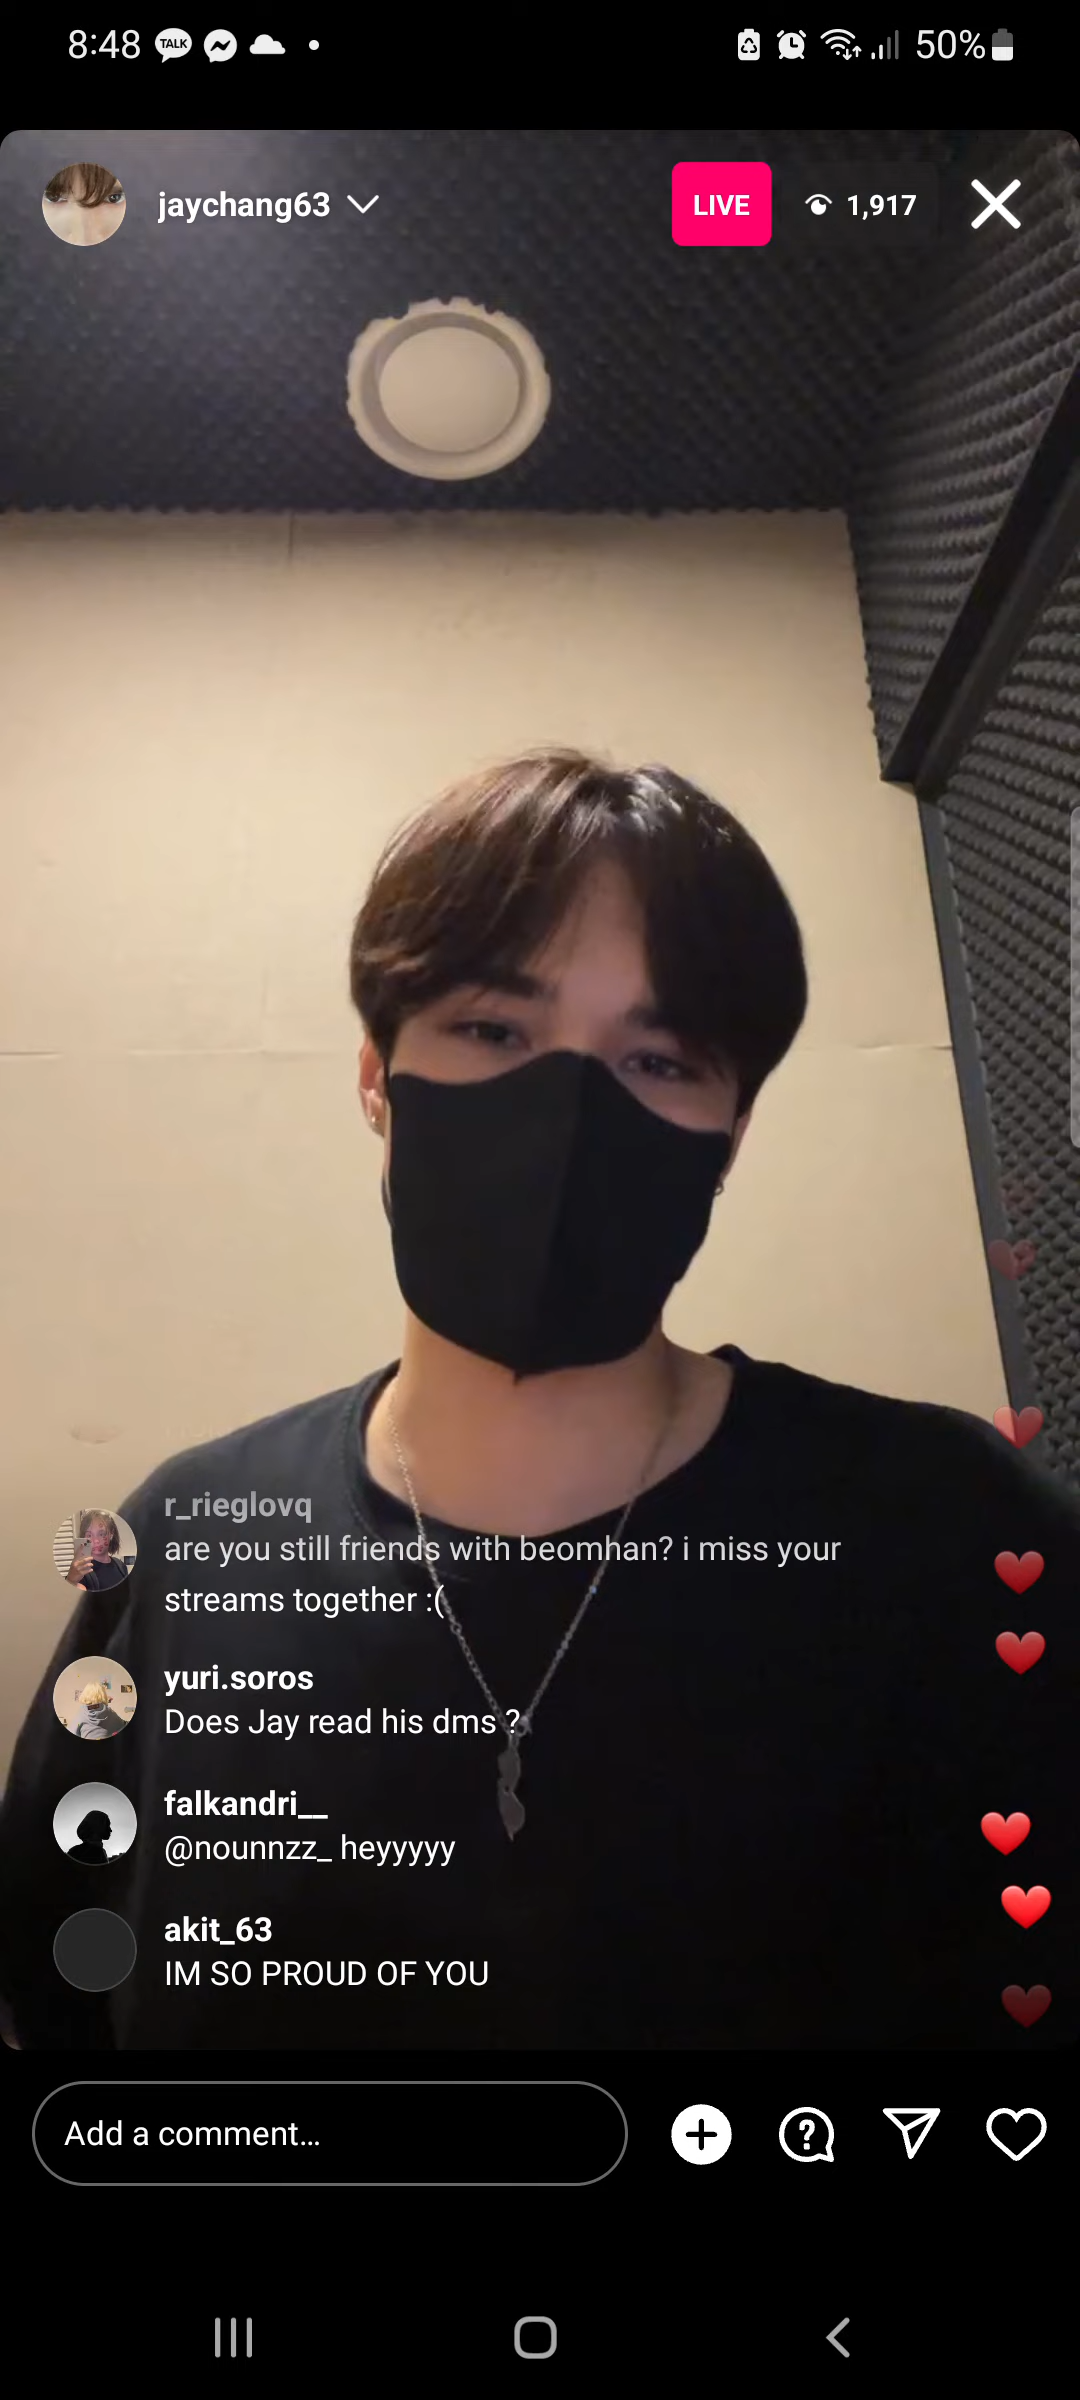 8:48
TALK
50%
jaychang63
LIVE
1,917
r_rieglovq
are you still friends with beomhan? i miss your
streams together :(
yuri.soros
Does Jay read his dms ?
falkandri__
@nounnzz_ heyyyyy
akit_63
IM SO PROUD OF YOU
Add a comment...